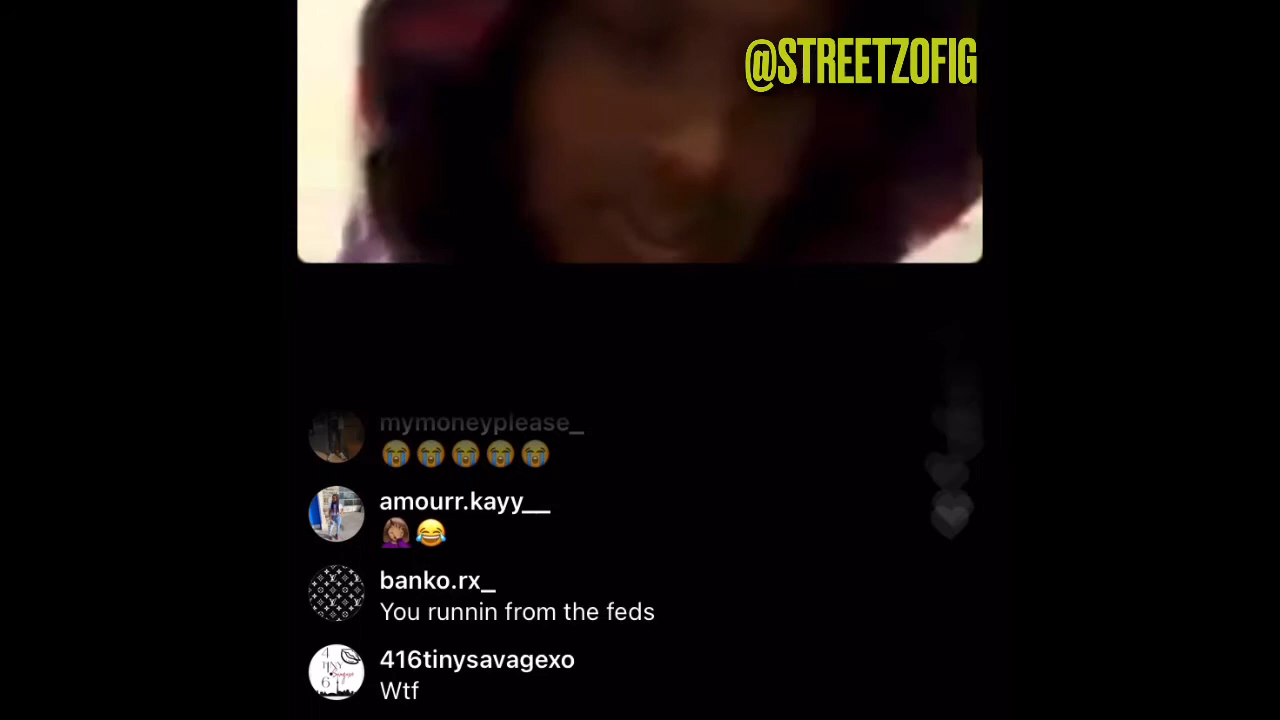 @STREETZOFIG
mymoneyplease_
😭😭😭😭😭
amourr.kayy__
🤦🏽‍♀️😂
banko.rx_
You runnin from the feds
416tinysavagexo
Wtf